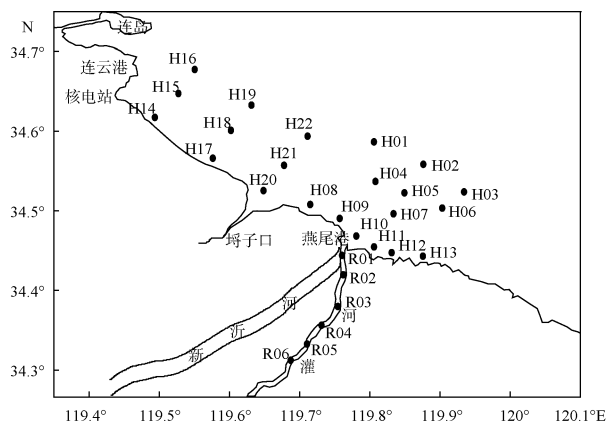 N
连岛
34.7°
H16
连云港
H15
核电站
H19
H14
34.6°
H18
H22
H01
H17
H21
H02
H04
H20
H05
H03
H08
34.5°
H09
H07
H06
埒子口
燕尾港
H10
H11
H12
H13
R01
R02
34.4°
河
R03
河
沂
R04
新
R05
R06
灌
34.3°
119.4°
119.5°
119.6°
119.7°
119.8°
119.9°
120°
120.1°E